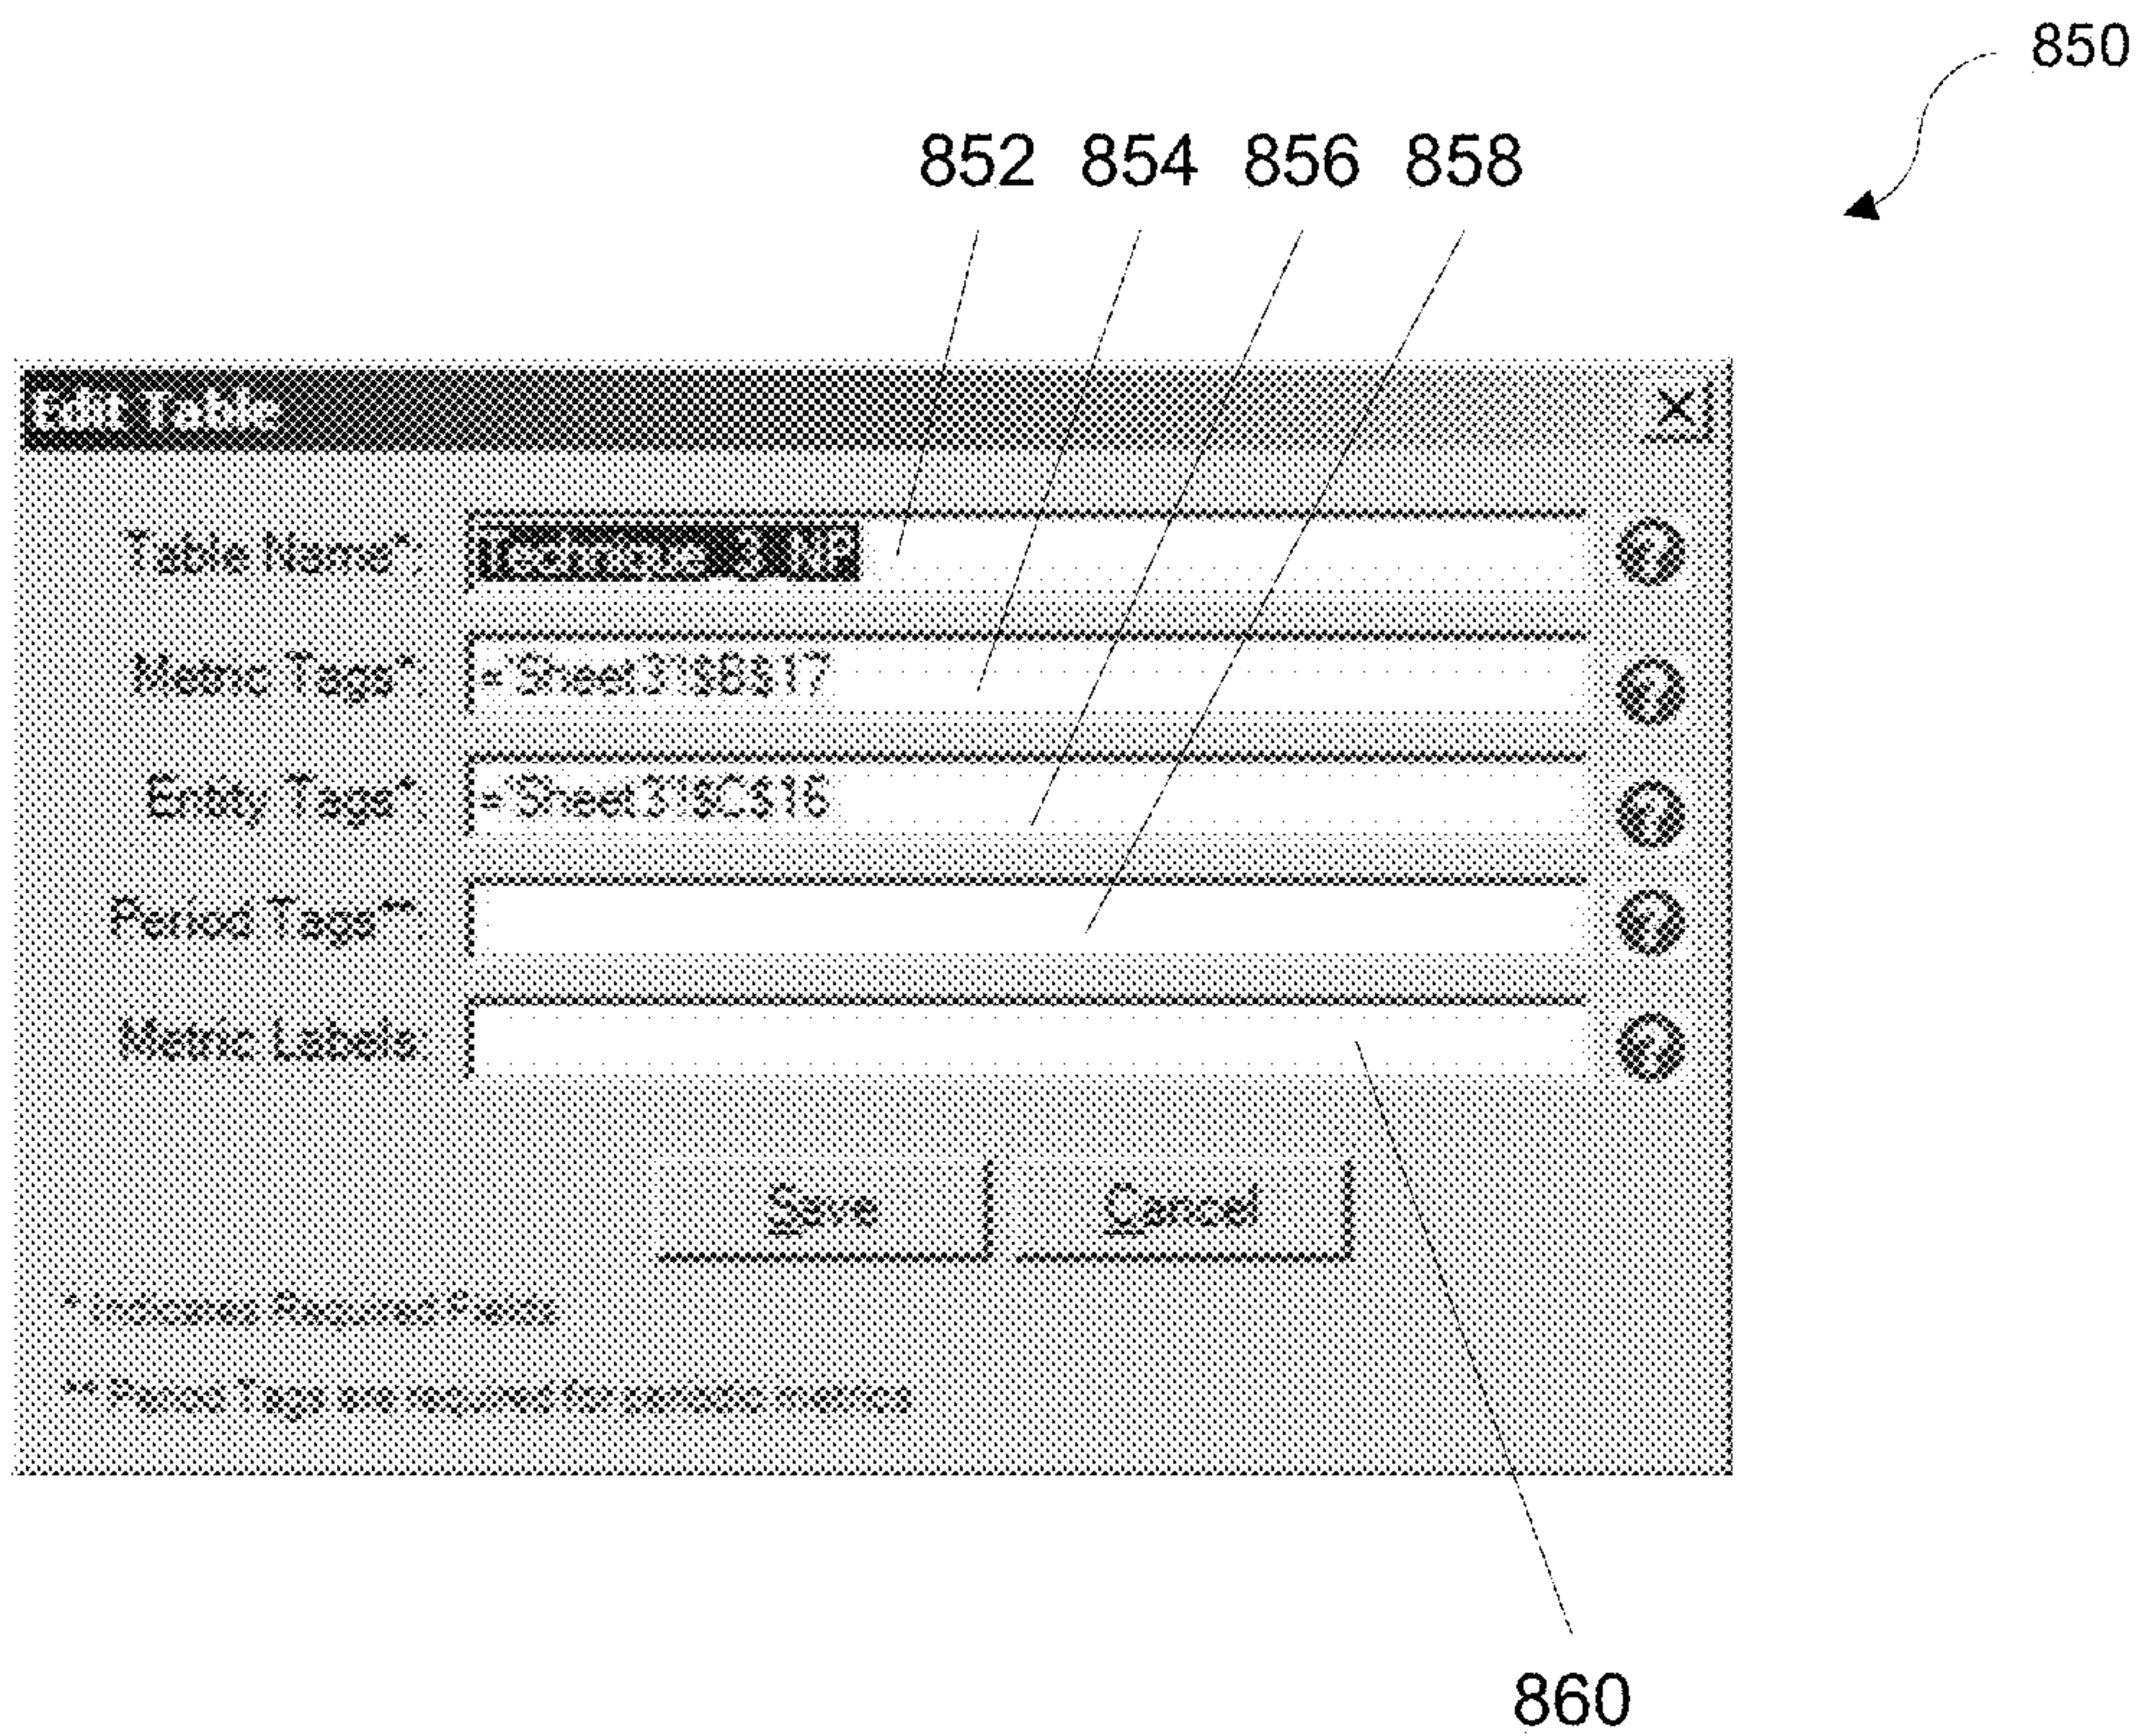 850
852 854 856 858
Edit Table
Table Name*:
Technique_3_NP
Metric Tags*:
='Sheet3'!$B$17
Entity Tags*:
='Sheet3'!$C$16
Period Tags**:
Metric Labels:
Save Cancel
* Indicates Required Fields
** Period Tags are required for periodic metrics
860